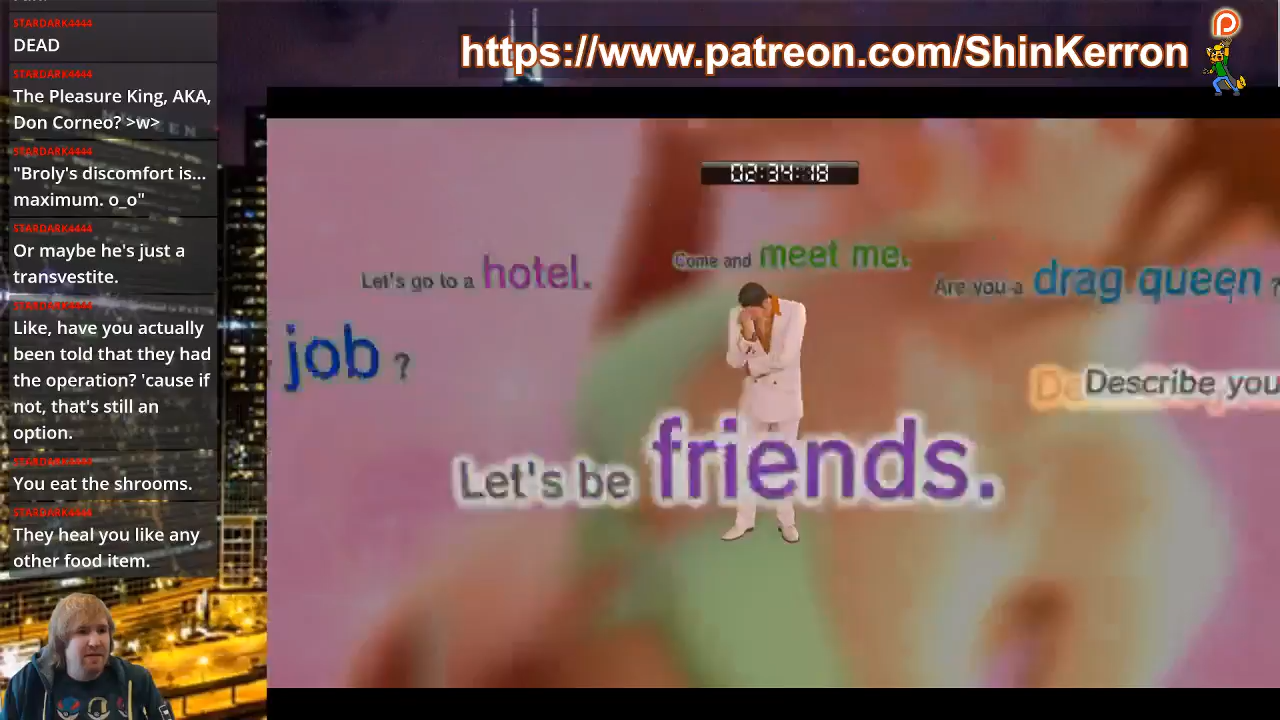 STARDARK4444
DEAD
STARDARK4444
The Pleasure King, AKA,
Don Corneo? >w>
STARDARK4444
"Broly's discomfort is...
maximum. o_o"
STARDARK4444
Or maybe he's just a
transvestite.
STARDARK4444
Like, have you actually
been told that they had
the operation? 'cause if
not, that's still an
option.
STARDARK4444
You eat the shrooms.
STARDARK4444
They heal you like any
other food item.
https://www.patreon.com/ShinKerron
02:34:18
Let's go to a hotel.
Come and meet me.
Are you a drag queen ?
job ?
Describe you
Let's be friends.